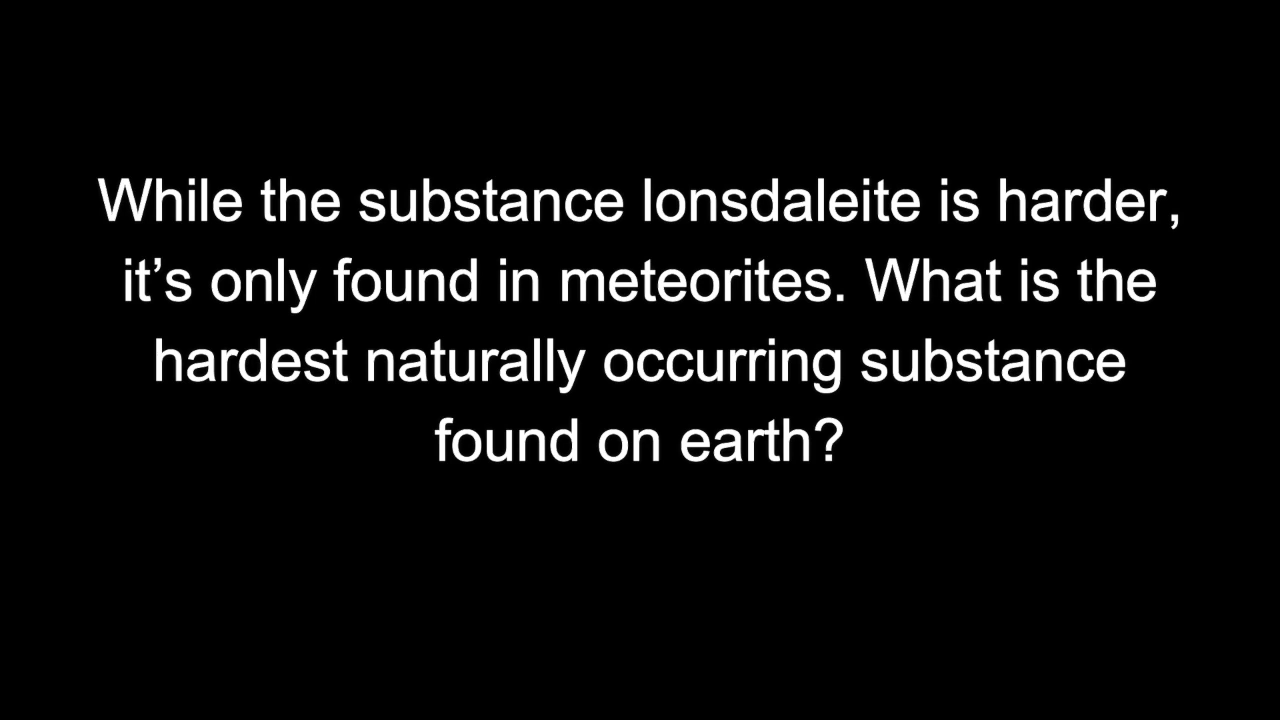 While the substance lonsdaleite is harder,
it’s only found in meteorites. What is the
hardest naturally occurring substance
found on earth?